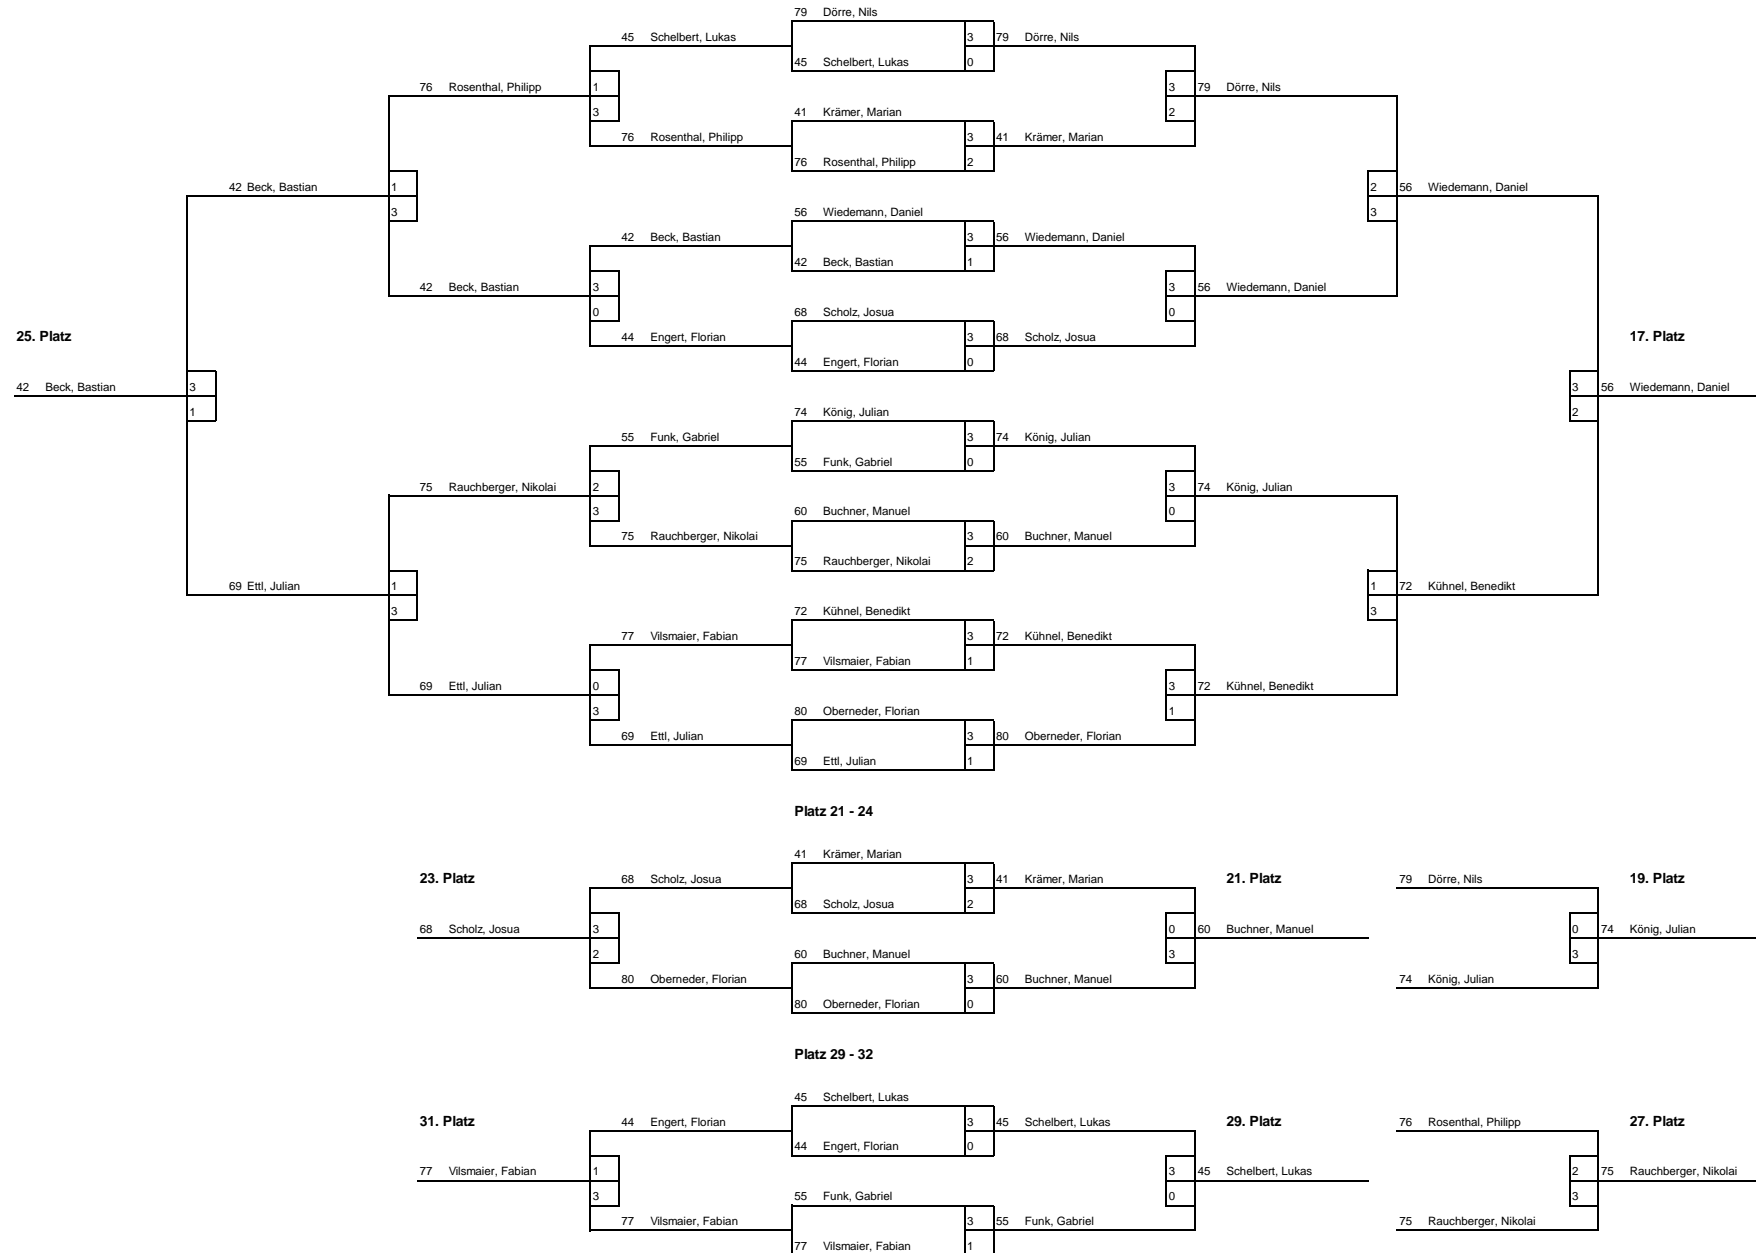 79 Dörre, Nils
45 Schelbert, Lukas 3 79 Dörre, Nils
45 Schelbert, Lukas 0
76 Rosenthal, Philipp 1 3 79 Dörre, Nils
3 41 Krämer, Marian 2
76 Rosenthal, Philipp 3 41 Krämer, Marian
76 Rosenthal, Philipp 2
42 Beck, Bastian 1 2 56 Wiedemann, Daniel
3 56 Wiedemann, Daniel 3
42 Beck, Bastian 3 56 Wiedemann, Daniel
42 Beck, Bastian 1
42 Beck, Bastian 3 3 56 Wiedemann, Daniel
0 68 Scholz, Josua 0
25. Platz 44 Engert, Florian 3 68 Scholz, Josua 17. Platz
44 Engert, Florian 0
42 Beck, Bastian 3 3 56 Wiedemann, Daniel
1 74 König, Julian 2
55 Funk, Gabriel 3 74 König, Julian
55 Funk, Gabriel 0
75 Rauchberger, Nikolai 2 3 74 König, Julian
3 60 Buchner, Manuel 0
75 Rauchberger, Nikolai 3 60 Buchner, Manuel
75 Rauchberger, Nikolai 2
69 Ettl, Julian 1 1 72 Kühnel, Benedikt
3 72 Kühnel, Benedikt 3
77 Vilsmaier, Fabian 3 72 Kühnel, Benedikt
77 Vilsmaier, Fabian 1
69 Ettl, Julian 0 3 72 Kühnel, Benedikt
3 80 Oberneder, Florian 1
69 Ettl, Julian 3 80 Oberneder, Florian
69 Ettl, Julian 1
Platz 21 - 24
41 Krämer, Marian
23. Platz 68 Scholz, Josua 3 41 Krämer, Marian 21. Platz 79 Dörre, Nils 19. Platz
68 Scholz, Josua 2
68 Scholz, Josua 3 0 60 Buchner, Manuel 0 74 König, Julian
2 60 Buchner, Manuel 3 3
80 Oberneder, Florian 3 60 Buchner, Manuel 74 König, Julian
80 Oberneder, Florian 0
Platz 29 - 32
45 Schelbert, Lukas
31. Platz 44 Engert, Florian 3 45 Schelbert, Lukas 29. Platz 76 Rosenthal, Philipp 27. Platz
44 Engert, Florian 0
77 Vilsmaier, Fabian 1 3 45 Schelbert, Lukas 2 75 Rauchberger, Nikolai
3 55 Funk, Gabriel 0 3
77 Vilsmaier, Fabian 3 55 Funk, Gabriel 75 Rauchberger, Nikolai
77 Vilsmaier, Fabian 1